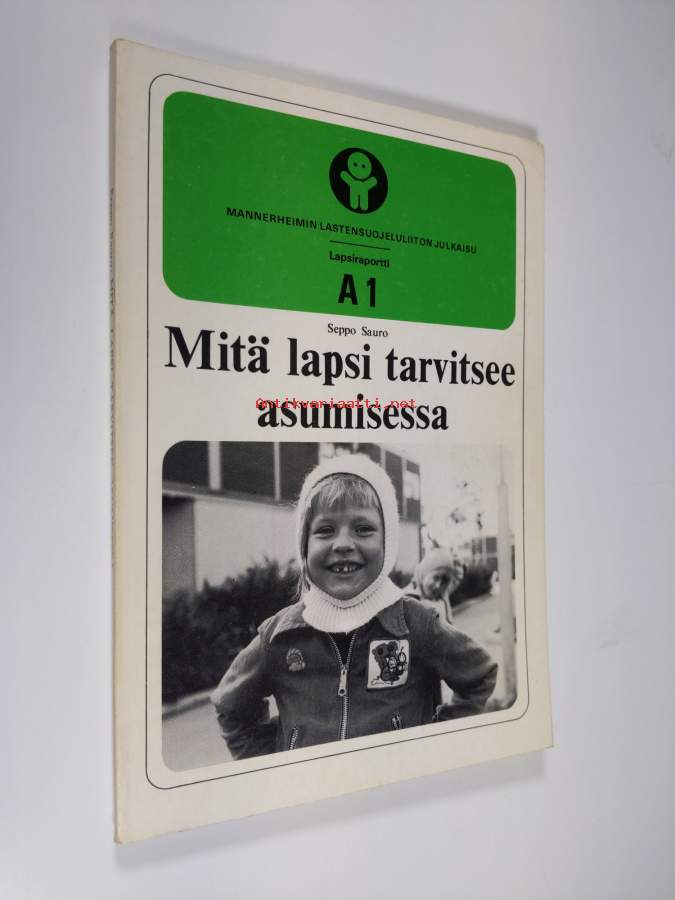 MANNERHEIMIN LASTENSUOJELULIITON JULKAISU
Lapsiraportti
A 1
Seppo Sauro
Mitä lapsi tarvitsee
asumisessa
Antikvariaatti.net